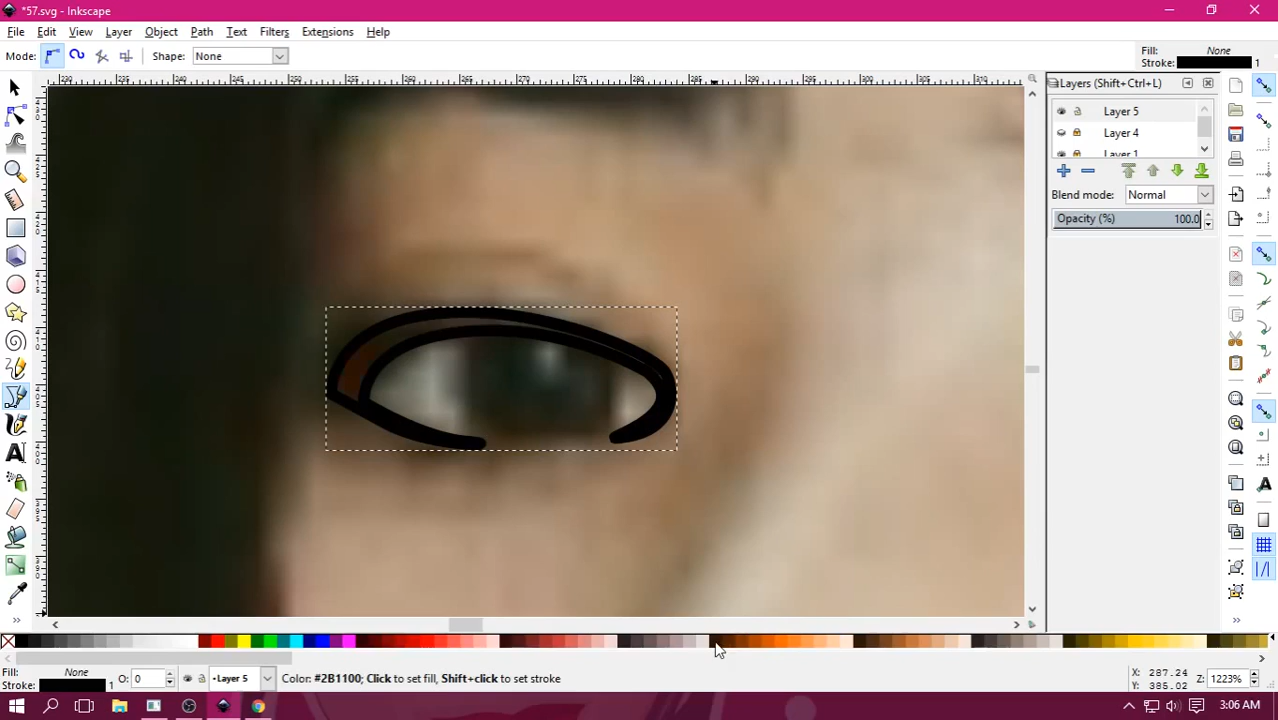 *57.svg - Inkscape
File Edit View Layer Object Path Text Filters Extensions Help
Mode: Shape: None
Fill: None
Stroke: 1
Layers (Shift+Ctrl+L)
Layer 5
Layer 4
Layer 1
Blend mode: Normal
Opacity (%) 100.0
Fill: None
Stroke: 1
O: 0
•Layer 5
Color: #2B1100; Click to set fill, Shift+click to set stroke
X: 287.24
Y: 385.02
Z: 1223%
3:06 AM